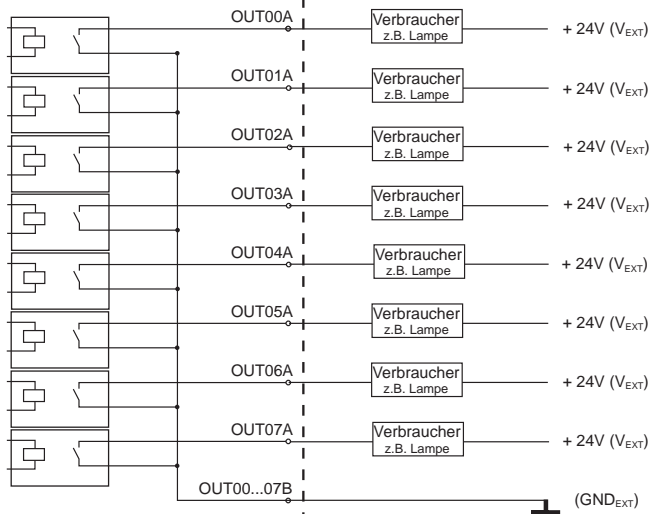 OUT00A Verbraucher + 24V (VEXT)
z.B. Lampe
OUT01A Verbraucher + 24V (VEXT)
z.B. Lampe
OUT02A Verbraucher + 24V (VEXT)
z.B. Lampe
OUT03A Verbraucher + 24V (VEXT)
z.B. Lampe
OUT04A Verbraucher + 24V (VEXT)
z.B. Lampe
OUT05A Verbraucher + 24V (VEXT)
z.B. Lampe
OUT06A Verbraucher + 24V (VEXT)
z.B. Lampe
OUT07A Verbraucher + 24V (VEXT)
z.B. Lampe
OUT00...07B (GNDEXT)